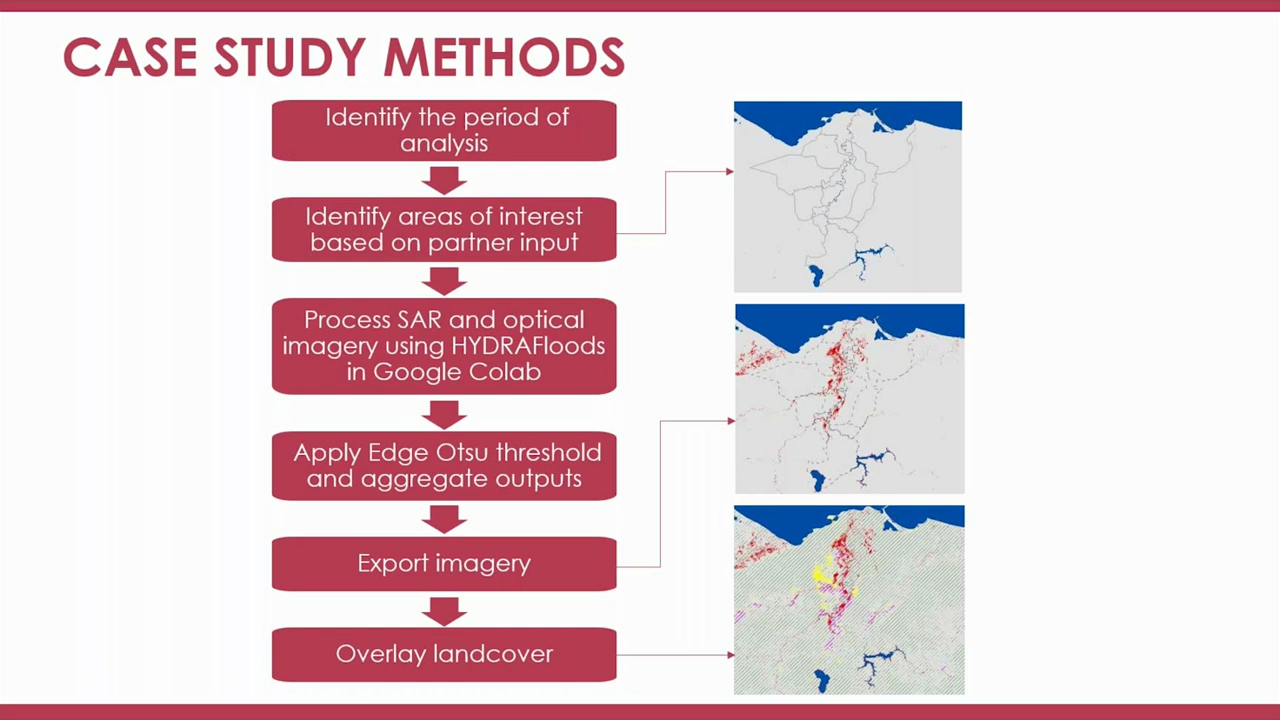 CASE STUDY METHODS
Identify the period of
analysis
Identify areas of interest
based on partner input
Process SAR and optical
imagery using HYDRAFloods
in Google Colab
Apply Edge Otsu threshold
and aggregate outputs
Export imagery
Overlay landcover